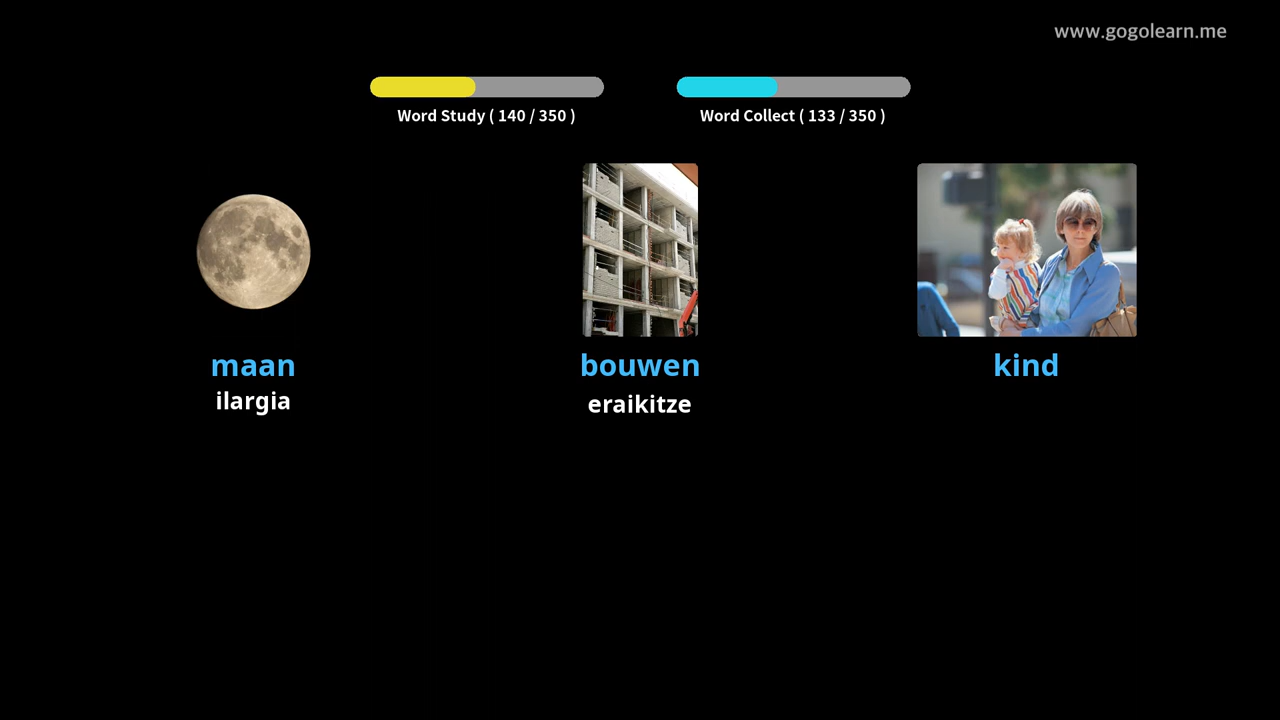 www.gogolearn.me
Word Study ( 140 / 350 )
Word Collect ( 133 / 350 )
maan
bouwen
kind
ilargia
eraikitze